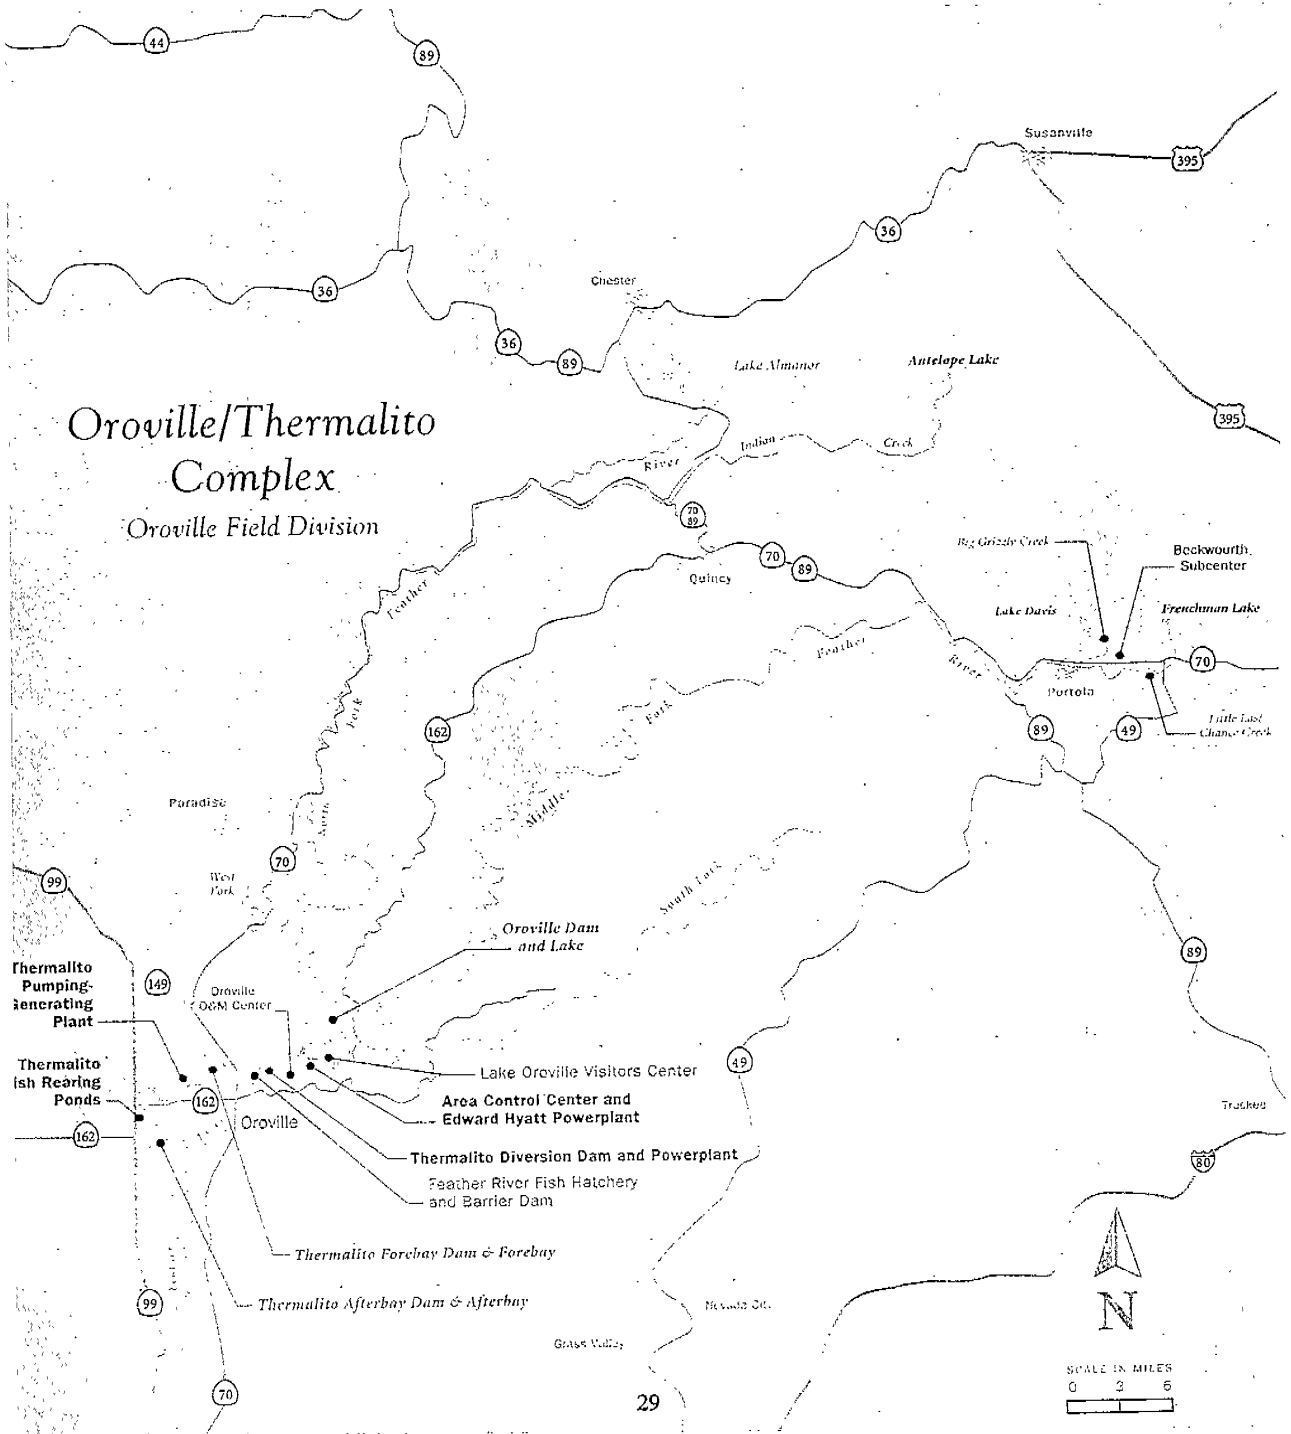 44
89
Susanville
395
36
36
Chester
36
89
Lake Almanor
Antelope Lake
395
Oroville/Thermalito
Complex
Oroville Field Division
Indian
Creek
River
70
89
Big Grizzly Creek
Beckwourth
Subcenter
70
89
Quincy
Feather
Lake Davis
Frenchman Lake
Feather
River
70
Portola
Fork
Fork
162
89
49
Little Last
Chance Creek
Paradise
North
Middle
70
West
Fork
99
South Fork
Oroville Dam
and Lake
89
Thermalito
Pumping-
Generating
Plant
149
Oroville
O&M Center
49
Thermalito
ish Rearing
Ponds
Lake Oroville Visitors Center
162
Area Control Center and
Edward Hyatt Powerplant
Truckee
Oroville
162
Thermalito Diversion Dam and Powerplant
80
Feather River Fish Hatchery
and Barrier Dam
Thermalito Forebay Dam & Forebay
99
Thermalito Afterbay Dam & Afterbay
Nevada
N
Grass Valley
SCALE IN MILES
0 3 6
70
29